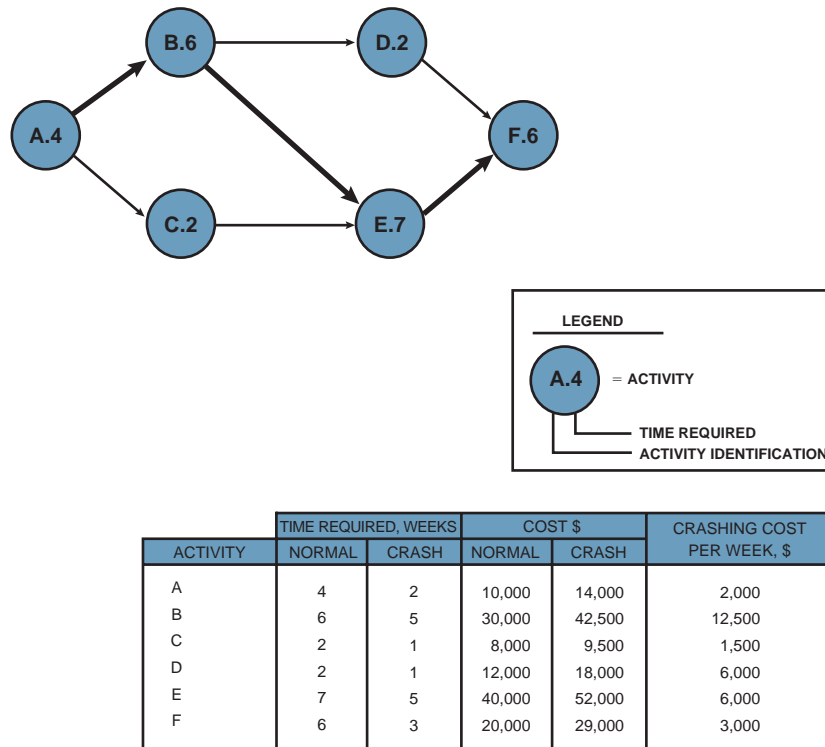 B.6
D.2
A.4
F.6
C.2
E.7
LEGEND
A.4 = ACTIVITY
TIME REQUIRED
ACTIVITY IDENTIFICATION
TIME REQUIRED, WEEKS COST $ CRASHING COST PER WEEK, $
ACTIVITY NORMAL CRASH NORMAL CRASH
A 4 2 10,000 14,000 2,000
B 6 5 30,000 42,500 12,500
C 2 1 8,000 9,500 1,500
D 2 1 12,000 18,000 6,000
E 7 5 40,000 52,000 6,000
F 6 3 20,000 29,000 3,000